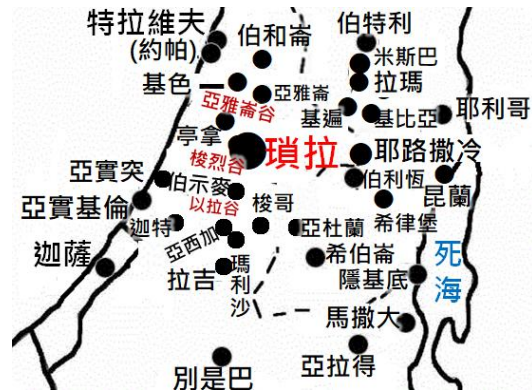 特拉維夫
(約帕)
伯和崙
伯特利
米斯巴
基色
亞雅崙
拉瑪
亞雅崙谷
基遍
基比亞
耶利哥
亭拿
瑣拉
耶路撒冷
梭烈谷
亞實突
伯示麥
伯利恆
昆蘭
亞實基倫
以拉谷
梭哥
希律堡
迦特
亞西加
亞杜蘭
迦薩
拉吉
瑪利沙
希伯崙
隱基底
死海
馬撒大
別是巴
亞拉得